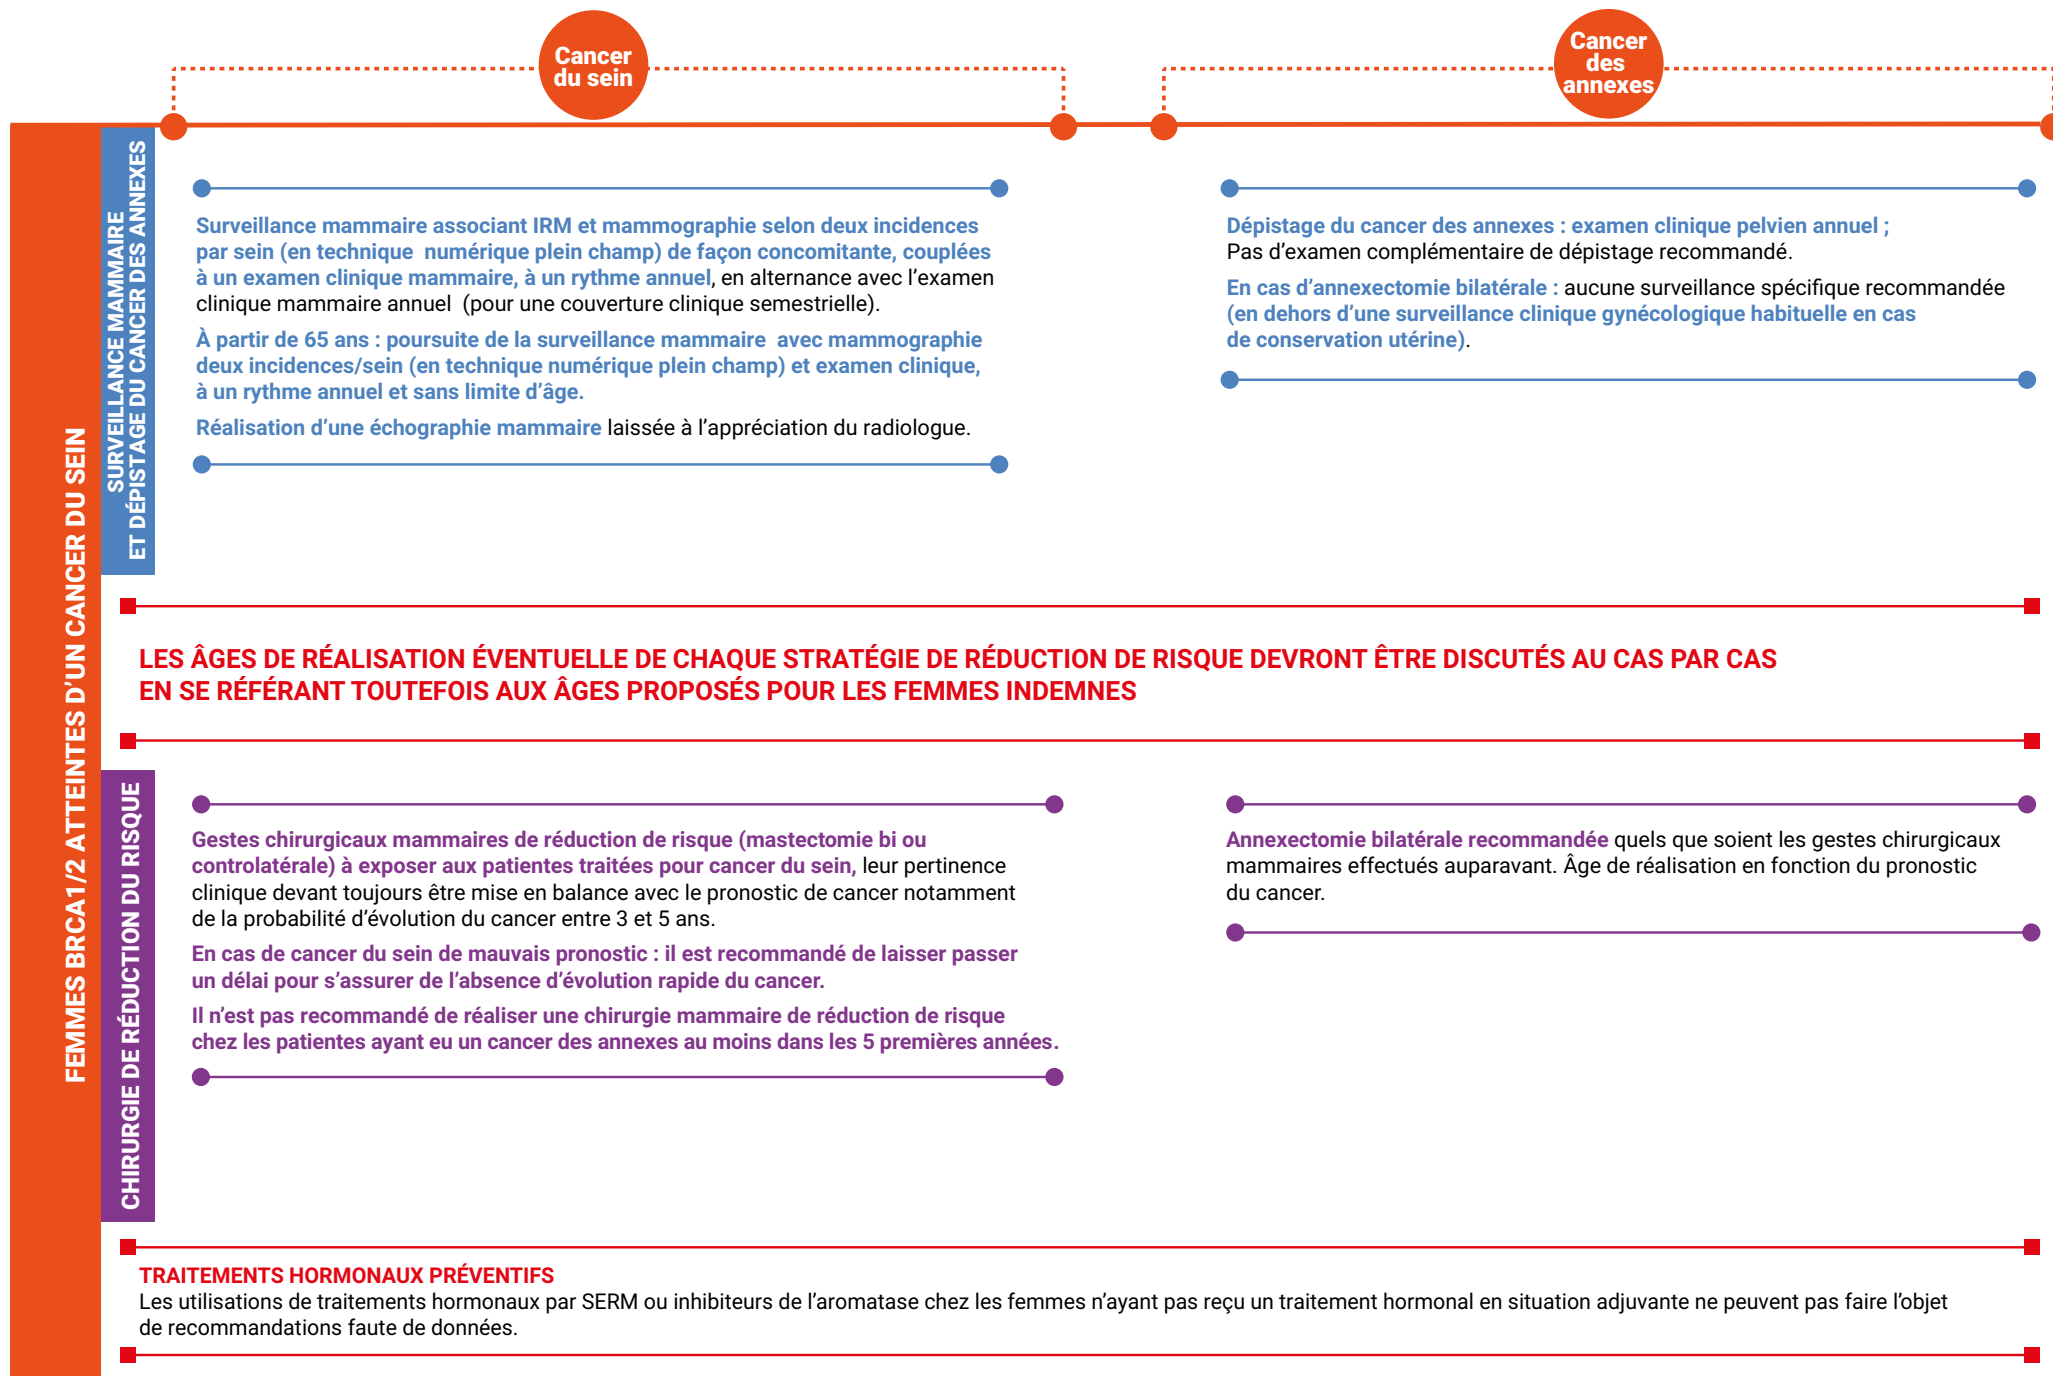 Cancer
du sein
Cancer
des
annexes
FEMMES BRCA1/2 ATTEINTES D'UN CANCER DU SEIN
SURVEILLANCE MAMMAIRE
ET DÉPISTAGE DU CANCER DES ANNEXES
Surveillance mammaire associant IRM et mammographie selon deux incidences
par sein (en technique numérique plein champ) de façon concomitante, couplées
à un examen clinique mammaire, à un rythme annuel, en alternance avec l’examen
clinique mammaire annuel (pour une couverture clinique semestrielle).
À partir de 65 ans : poursuite de la surveillance mammaire avec mammographie
deux incidences/sein (en technique numérique plein champ) et examen clinique,
à un rythme annuel et sans limite d’âge.
Réalisation d’une échographie mammaire laissée à l’appréciation du radiologue.
Dépistage du cancer des annexes : examen clinique pelvien annuel ;
Pas d’examen complémentaire de dépistage recommandé.
En cas d’annexectomie bilatérale : aucune surveillance spécifique recommandée
(en dehors d’une surveillance clinique gynécologique habituelle en cas
de conservation utérine).
LES ÂGES DE RÉALISATION ÉVENTUELLE DE CHAQUE STRATÉGIE DE RÉDUCTION DE RISQUE DEVRONT ÊTRE DISCUTÉS AU CAS PAR CAS
EN SE RÉFÉRANT TOUTEFOIS AUX ÂGES PROPOSÉS POUR LES FEMMES INDEMNES
CHIRURGIE DE RÉDUCTION DU RISQUE
Gestes chirurgicaux mammaires de réduction de risque (mastectomie bi ou
controlatérale) à exposer aux patientes traitées pour cancer du sein, leur pertinence
clinique devant toujours être mise en balance avec le pronostic de cancer notamment
de la probabilité d’évolution du cancer entre 3 et 5 ans.
En cas de cancer du sein de mauvais pronostic : il est recommandé de laisser passer
un délai pour s’assurer de l’absence d’évolution rapide du cancer.
Il n’est pas recommandé de réaliser une chirurgie mammaire de réduction de risque
chez les patientes ayant eu un cancer des annexes au moins dans les 5 premières années.
Annexectomie bilatérale recommandée quels que soient les gestes chirurgicaux
mammaires effectués auparavant. Âge de réalisation en fonction du pronostic
du cancer.
TRAITEMENTS HORMONAUX PRÉVENTIFS
Les utilisations de traitements hormonaux par SERM ou inhibiteurs de l’aromatase chez les femmes n’ayant pas reçu un traitement hormonal en situation adjuvante ne peuvent pas faire l’objet
de recommandations faute de données.